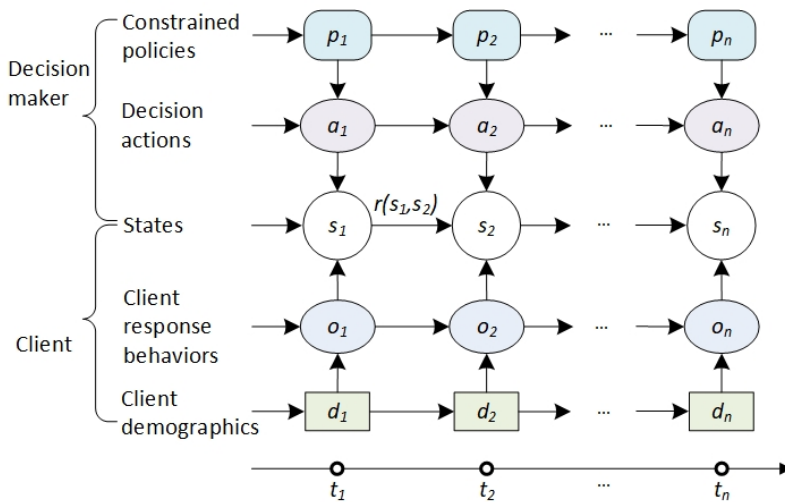 Constrained
policies
p1
p2
...
pn
Decision
maker
Decision
actions
a1
a2
...
an
r(s1,s2)
States
s1
s2
...
sn
Client
Client
response
behaviors
o1
o2
...
on
Client
demographics
d1
d2
...
dn
t1
t2
...
tn